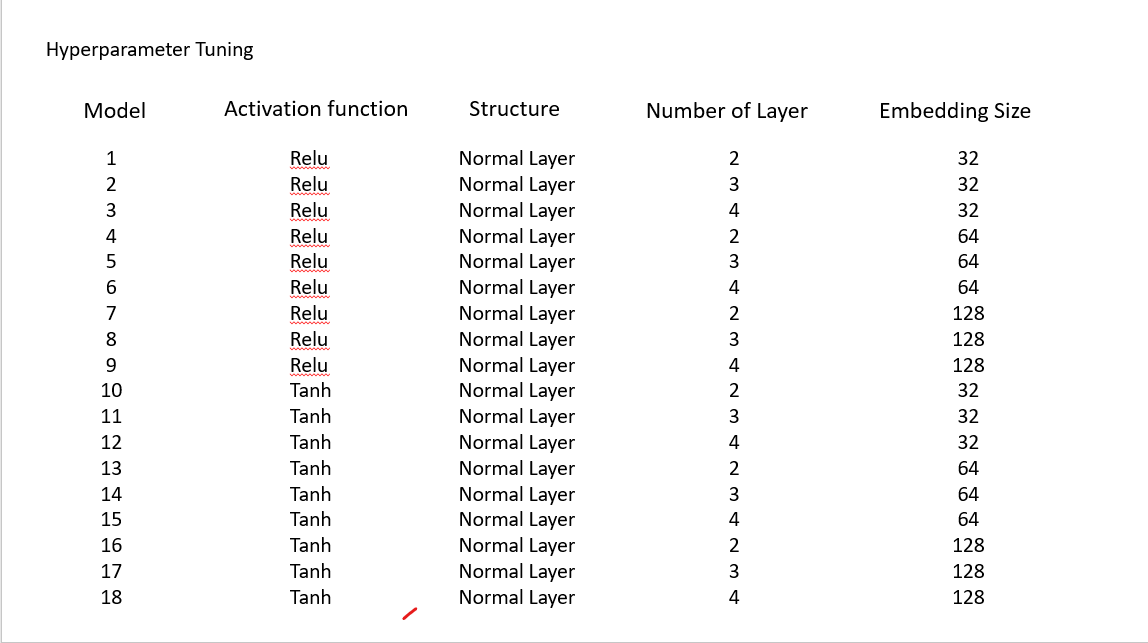 Hyperparameter Tuning
Model Activation function Structure Number of Layer Embedding Size
1 Relu Normal Layer 2 32
2 Relu Normal Layer 3 32
3 Relu Normal Layer 4 32
4 Relu Normal Layer 2 64
5 Relu Normal Layer 3 64
6 Relu Normal Layer 4 64
7 Relu Normal Layer 2 128
8 Relu Normal Layer 3 128
9 Relu Normal Layer 4 128
10 Tanh Normal Layer 2 32
11 Tanh Normal Layer 3 32
12 Tanh Normal Layer 4 32
13 Tanh Normal Layer 2 64
14 Tanh Normal Layer 3 64
15 Tanh Normal Layer 4 64
16 Tanh Normal Layer 2 128
17 Tanh Normal Layer 3 128
18 Tanh Normal Layer 4 128